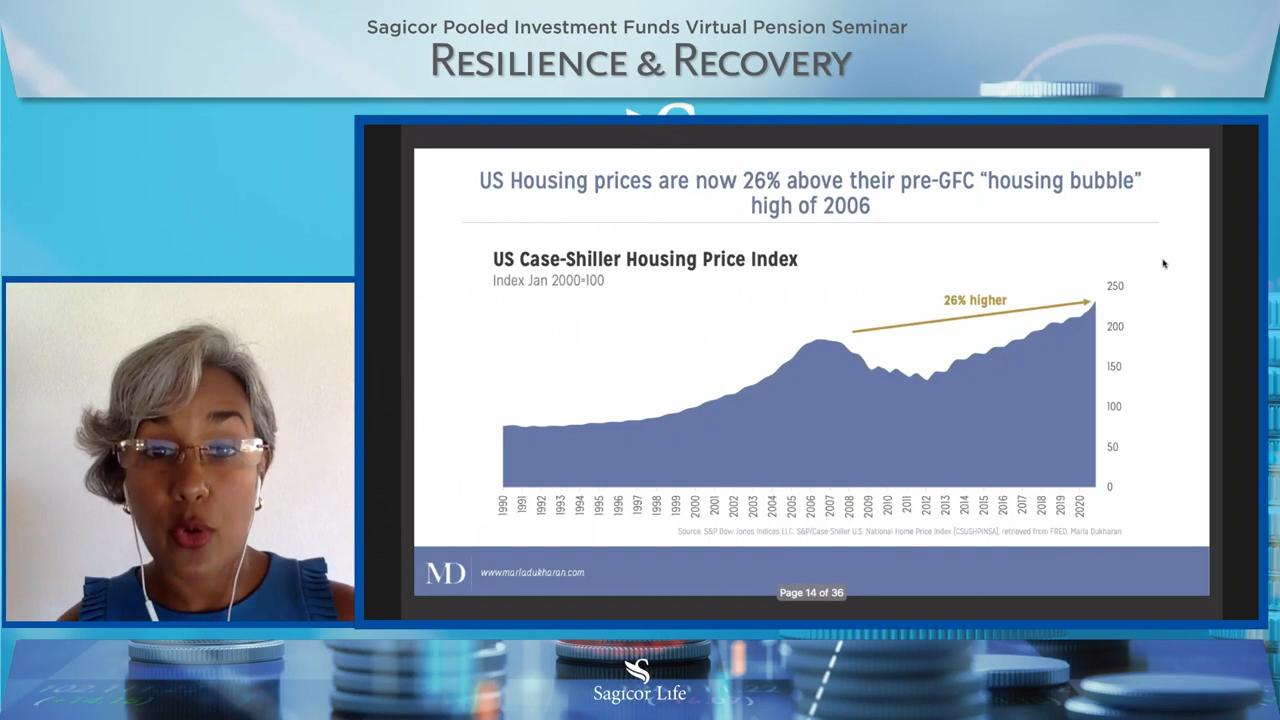 Sagicor Pooled Investment Funds Virtual Pension Seminar
RESILIENCE & RECOVERY
US Housing prices are now 26% above their pre-GFC “housing bubble”
high of 2006
US Case-Shiller Housing Price Index
Index Jan 2000=100
26% higher
250
200
150
100
50
0
1990 1991 1992 1993 1994 1995 1996 1997 1998 1999 2000 2001 2002 2003 2004 2005 2006 2007 2008 2009 2010 2011 2012 2013 2014 2015 2016 2017 2018 2019 2020
Source: S&P Dow Jones Indices LLC, S&P/Case-Shiller U.S. National Home Price Index [CSUSHPINSA], retrieved from FRED, Marla Dukharan
MD
www.marladukharan.com
Page 14 of 36
Sagicor Life